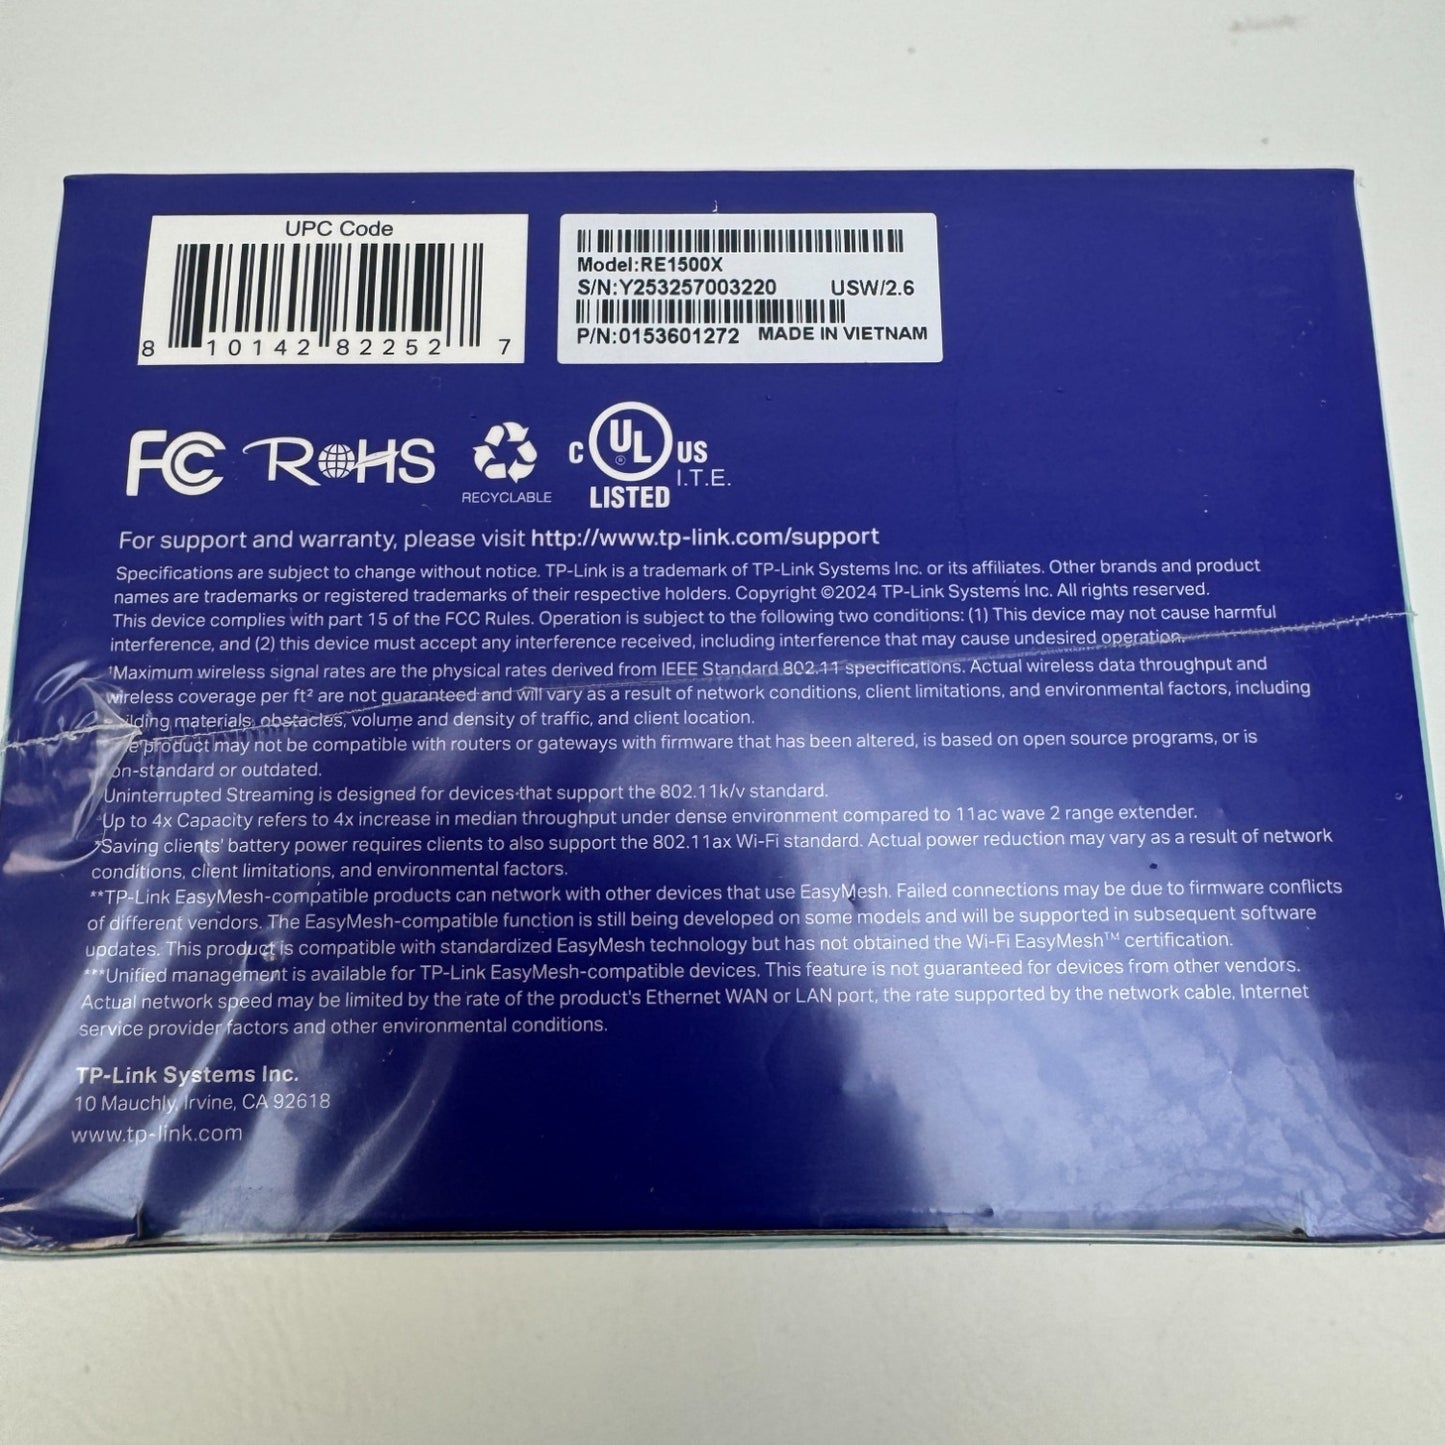 UPC Code
8 10142 82252 7
Model:RE1500X
S/N:Y253257003220 USW/2.6
P/N:0153601272 MADE IN VIETNAM
FC RoHS
RECYCLABLE
C UL ® US
LISTED I.T.E.
For support and warranty, please visit http://www.tp-link.com/support
Specifications are subject to change without notice. TP-Link is a trademark of TP-Link Systems Inc. or its affiliates. Other brands and product
names are trademarks or registered trademarks of their respective holders. Copyright ©2024 TP-Link Systems Inc. All rights reserved.
This device complies with part 15 of the FCC Rules. Operation is subject to the following two conditions: (1) This device may not cause harmful
interference, and (2) this device must accept any interference received, including interference that may cause undesired operation.
†Maximum wireless signal rates are the physical rates derived from IEEE Standard 802.11 specifications. Actual wireless data throughput and
wireless coverage per ft² are not guaranteed and will vary as a result of network conditions, client limitations, and environmental factors, including
materials, obstacles, volume and density of traffic, and client location.
product may not be compatible with routers or gateways with firmware that has been altered, is based on open source programs, or is
or outdated.
Uninterrupted Streaming is designed for devices that support the 802.11k/v standard.
Up to 4x Capacity refers to 4x increase in median throughput under dense environment compared to 11ac wave 2 range extender.
*Saving clients' battery power requires clients to also support the 802.11ax Wi-Fi standard. Actual power reduction may vary as a result of network
conditions, client limitations, and environmental factors.
**TP-Link EasyMesh-compatible products can network with other devices that use EasyMesh. Failed connections may be due to firmware conflicts
of different vendors. The EasyMesh-compatible function is still being developed on some models and will be supported in subsequent software
updates. This product is compatible with standardized EasyMesh technology but has not obtained the Wi-Fi EasyMesh™ certification.
***Unified management is available for TP-Link EasyMesh-compatible devices. This feature is not guaranteed for devices from other vendors.
Actual network speed may be limited by the rate of the product's Ethernet WAN or LAN port, the rate supported by the network cable, Internet
service provider factors and other environmental conditions.
TP-Link Systems Inc.
10 Mauchly, Irvine, CA 92618
www.tp-link.com